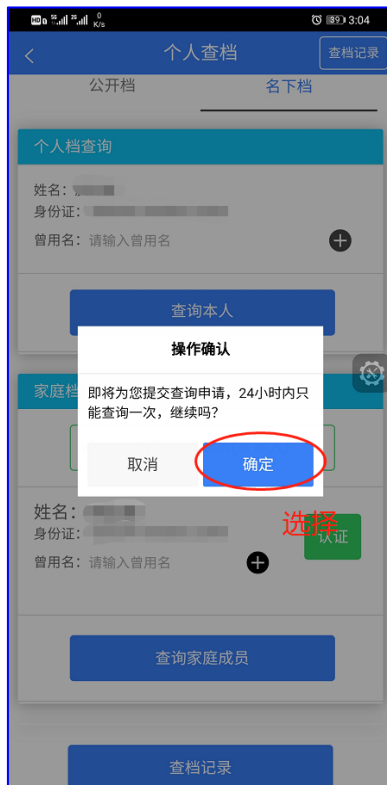 HD 5G 2G 0 K/s 39 3:04
个人查档 查档记录
公开档 名下档
个人档查询
姓名：
身份证：
曾用名：请输入曾用名
查询本人
操作确认
即将为您提交查询申请，24小时内只
能查询一次，继续吗？
取消 确定
家庭档
选择
姓名：
身份证：
认证
曾用名：请输入曾用名
查询家庭成员
查档记录